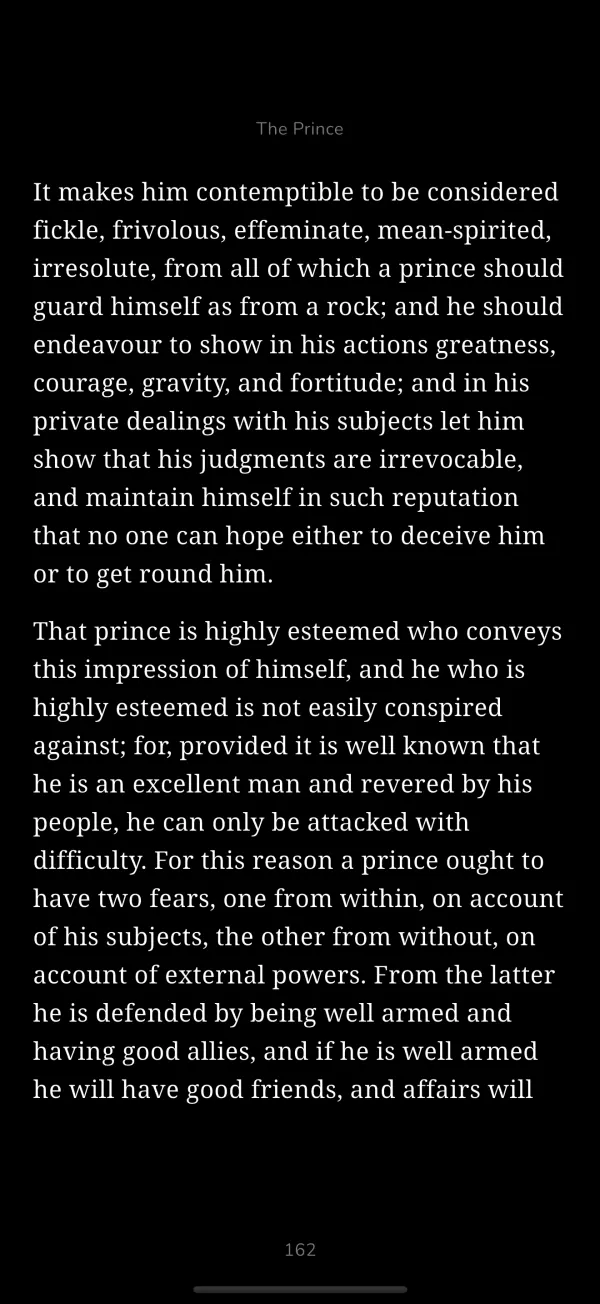 The Prince
It makes him contemptible to be considered
fickle, frivolous, effeminate, mean-spirited,
irresolute, from all of which a prince should
guard himself as from a rock; and he should
endeavour to show in his actions greatness,
courage, gravity, and fortitude; and in his
private dealings with his subjects let him
show that his judgments are irrevocable,
and maintain himself in such reputation
that no one can hope either to deceive him
or to get round him.
That prince is highly esteemed who conveys
this impression of himself, and he who is
highly esteemed is not easily conspired
against; for, provided it is well known that
he is an excellent man and revered by his
people, he can only be attacked with
difficulty. For this reason a prince ought to
have two fears, one from within, on account
of his subjects, the other from without, on
account of external powers. From the latter
he is defended by being well armed and
having good allies, and if he is well armed
he will have good friends, and affairs will
162